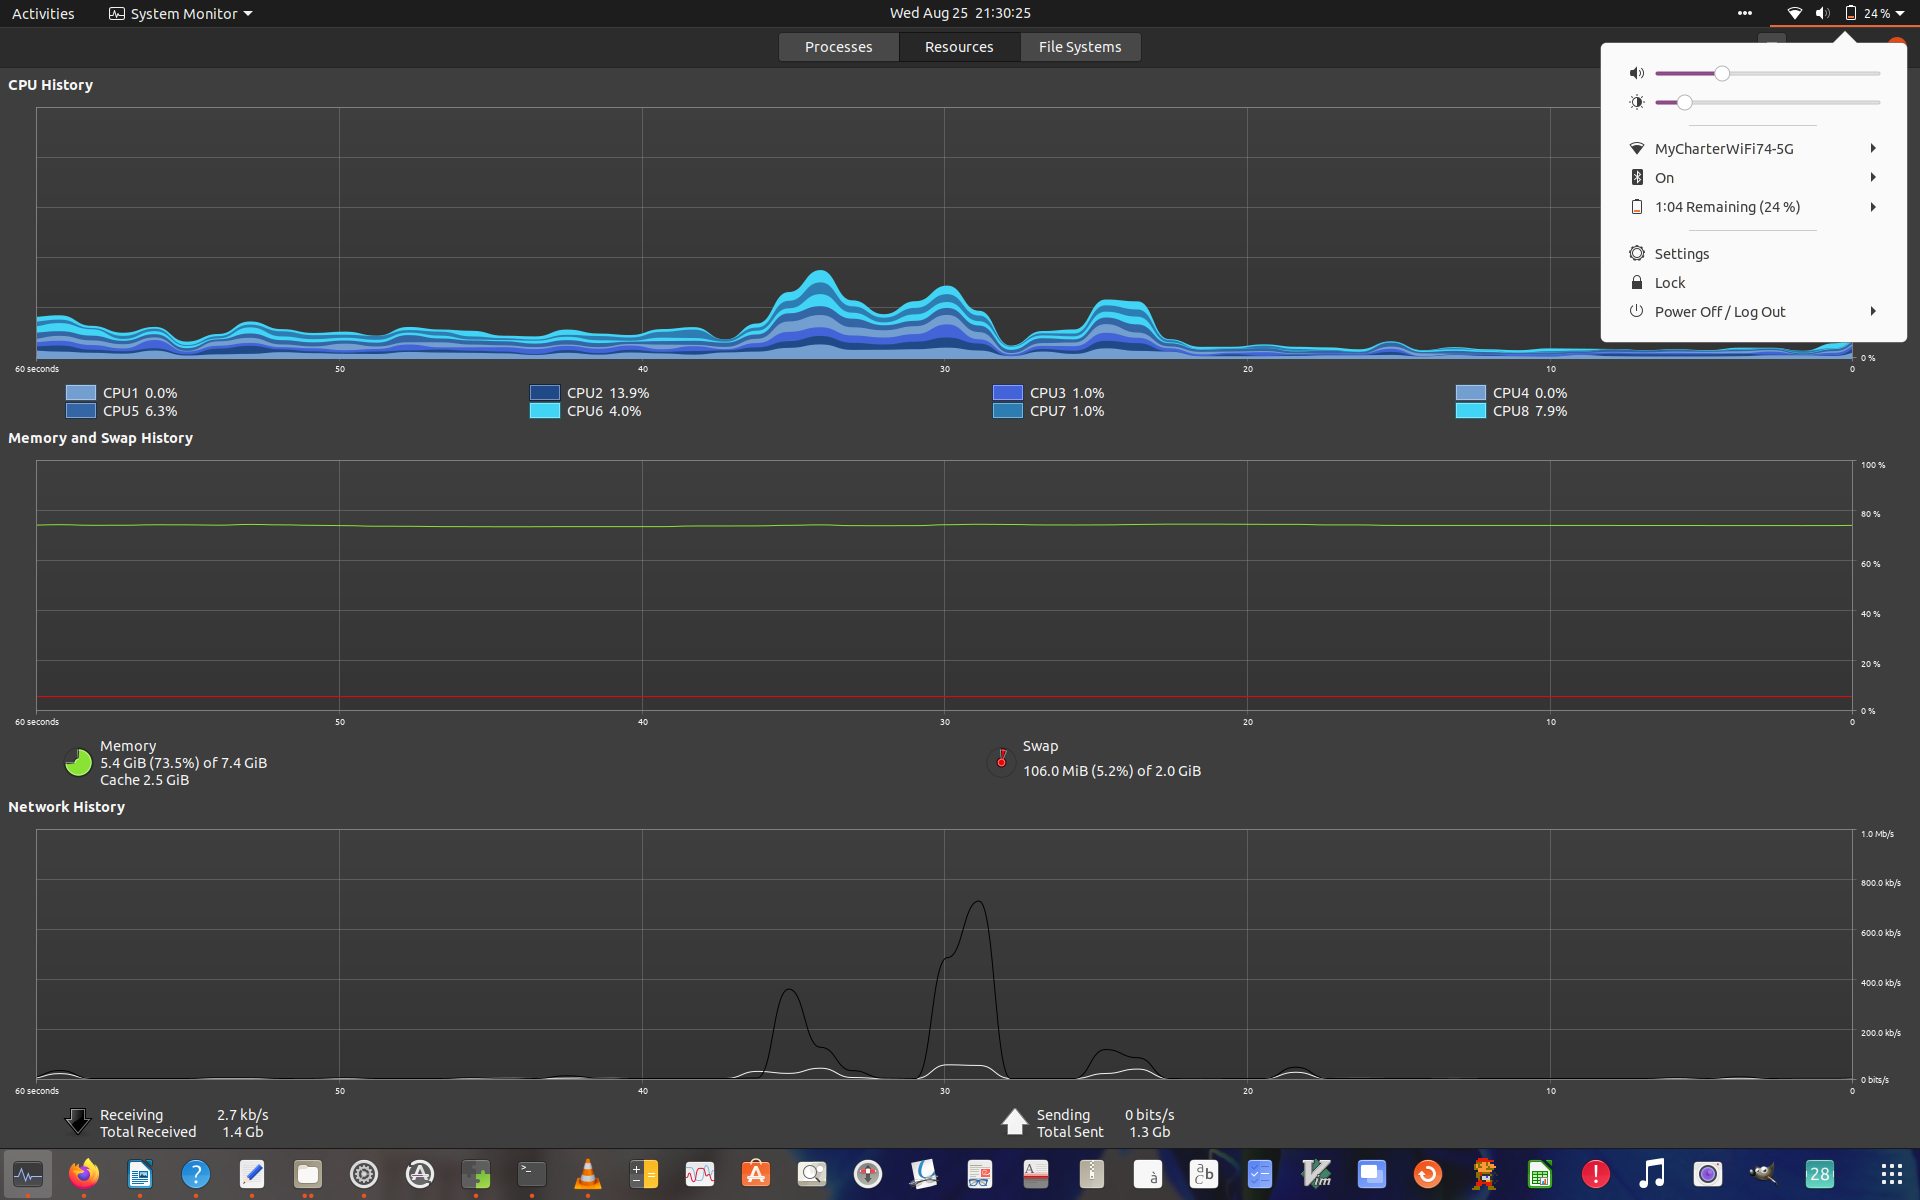 Activities
System Monitor
Wed Aug 25 21:30:25
24 %
Processes
Resources
File Systems
CPU History
MyCharterWiFi74-5G
On
1:04 Remaining (24 %)
Settings
Lock
Power Off / Log Out
0 %
60 seconds 50 40 30 20 10 0
CPU1 0.0% CPU2 13.9% CPU3 1.0% CPU4 0.0%
CPU5 6.3% CPU6 4.0% CPU7 1.0% CPU8 7.9%
Memory and Swap History
100 %
80 %
60 %
40 %
20 %
0 %
60 seconds 50 40 30 20 10 0
Memory
5.4 GiB (73.5%) of 7.4 GiB
Cache 2.5 GiB
Swap
106.0 MiB (5.2%) of 2.0 GiB
Network History
1.0 Mb/s
800.0 kb/s
600.0 kb/s
400.0 kb/s
200.0 kb/s
0 bits/s
60 seconds 50 40 30 20 10 0
Receiving 2.7 kb/s
Total Received 1.4 Gb
Sending 0 bits/s
Total Sent 1.3 Gb
?
>_
A
à
a b c
Vim
!
28